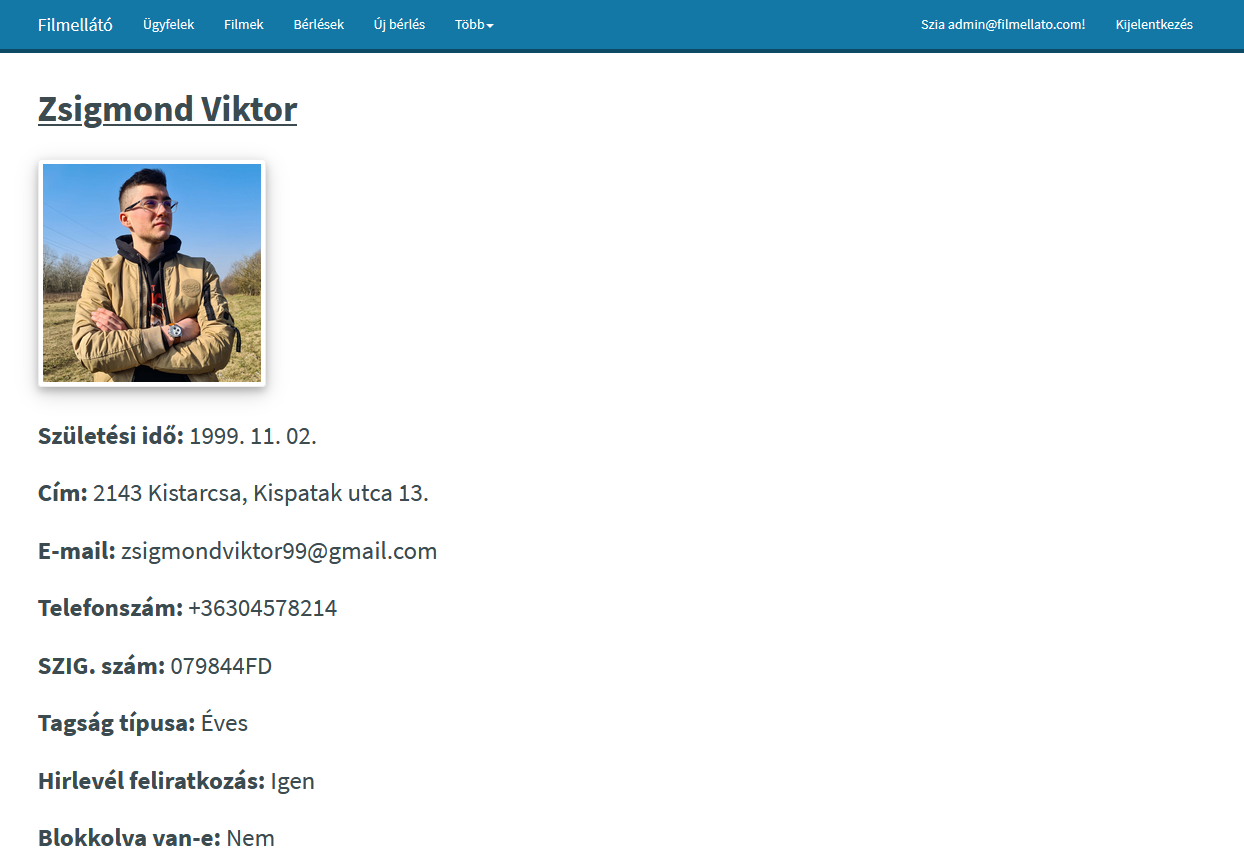 Filmellátó Ügyfelek Filmek Bérlések Új bérlés Több Szia admin@filmellato.com! Kijelentkezés
Zsigmond Viktor
Születési idő: 1999. 11. 02.
Cím: 2143 Kistarcsa, Kispatak utca 13.
E-mail: zsigmondviktor99@gmail.com
Telefonszám: +36304578214
SZIG. szám: 079844FD
Tagság típusa: Éves
Hirlevél feliratkozás: Igen
Blokkolva van-e: Nem